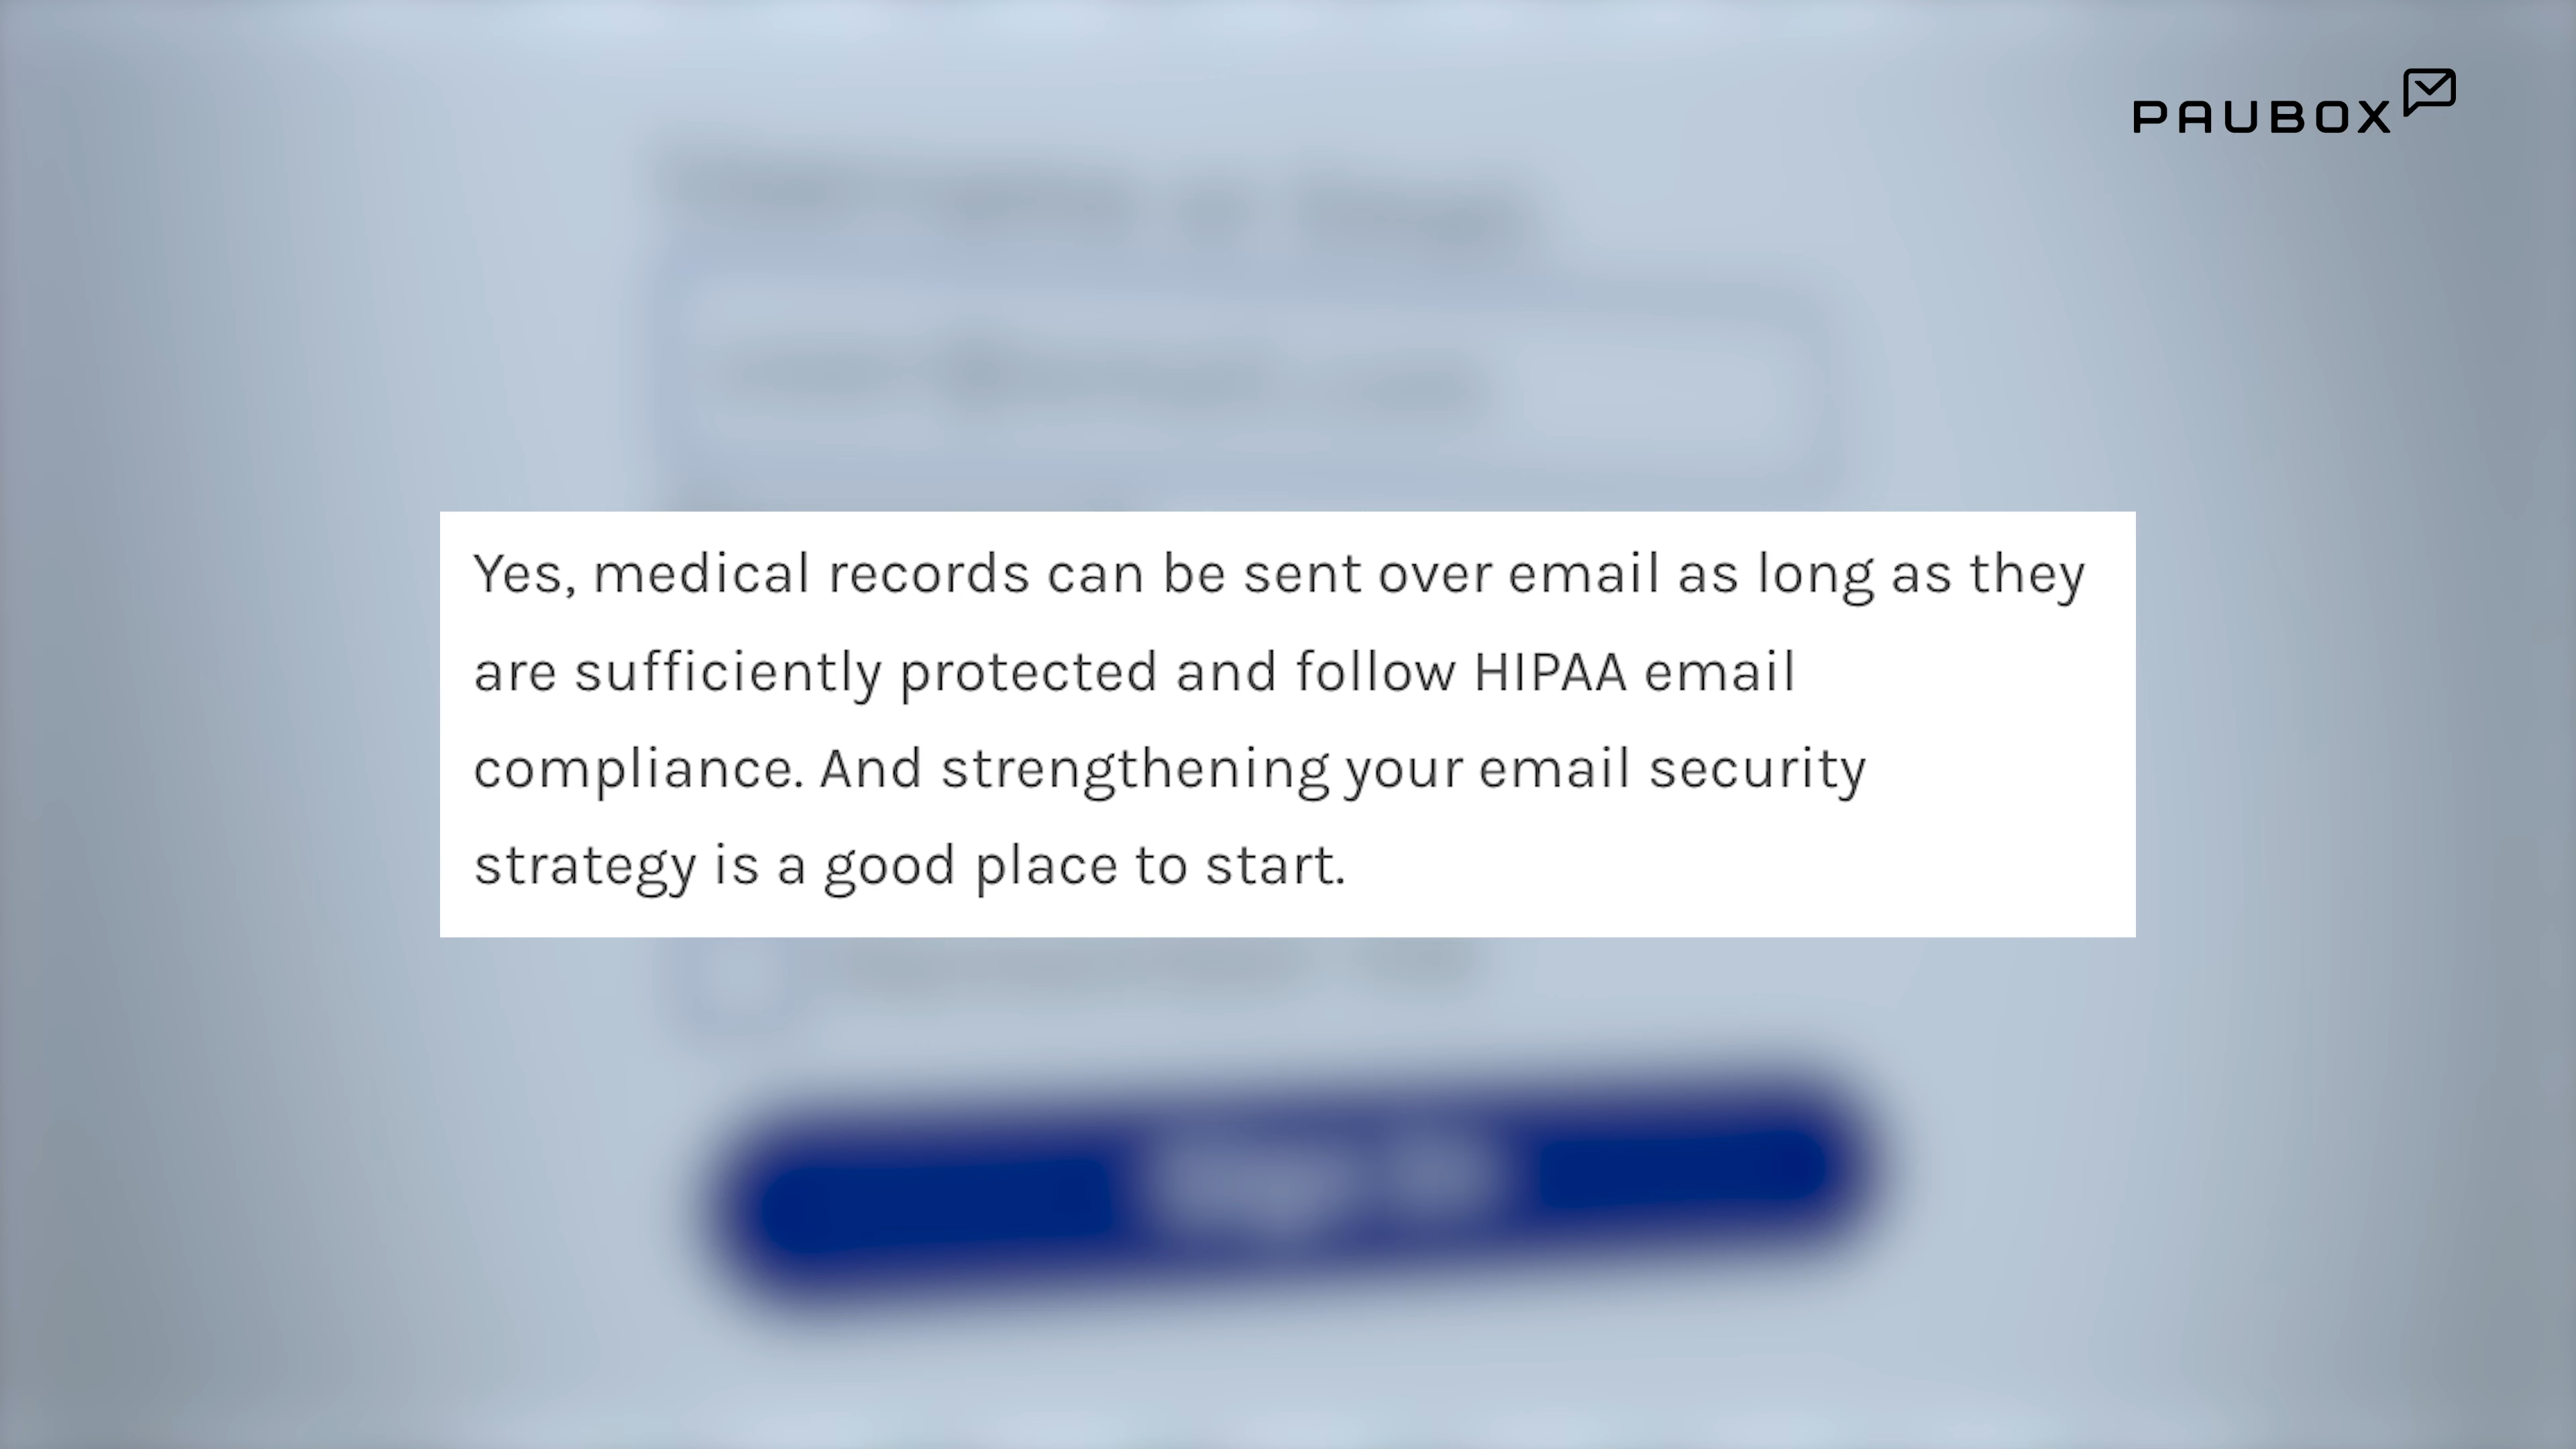 PAUBOX
Yes, medical records can be sent over email as long as they
are sufficiently protected and follow HIPAA email
compliance. And strengthening your email security
strategy is a good place to start.